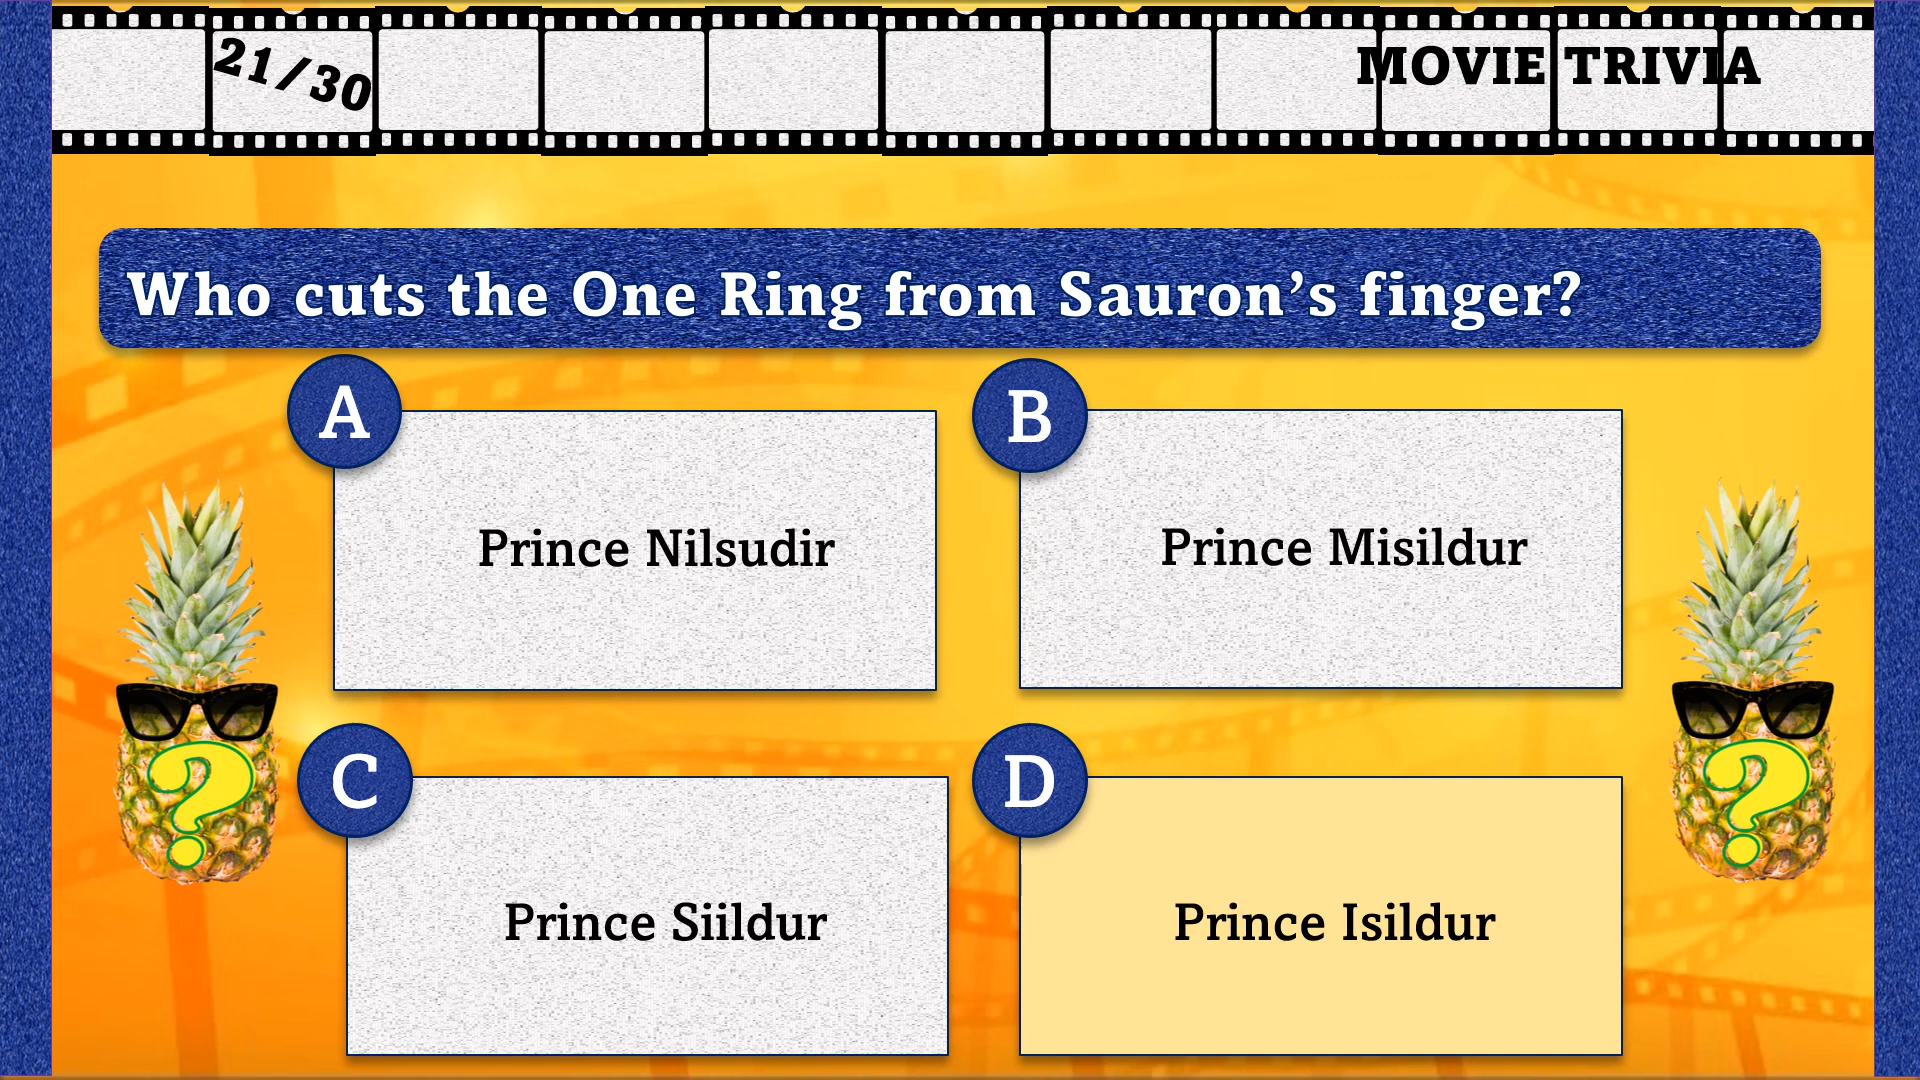 21/30
MOVIE TRIVIA
Who cuts the One Ring from Sauron’s finger?
A
Prince Nilsudir
B
Prince Misildur
C
Prince Siildur
D
Prince Isildur
?
?